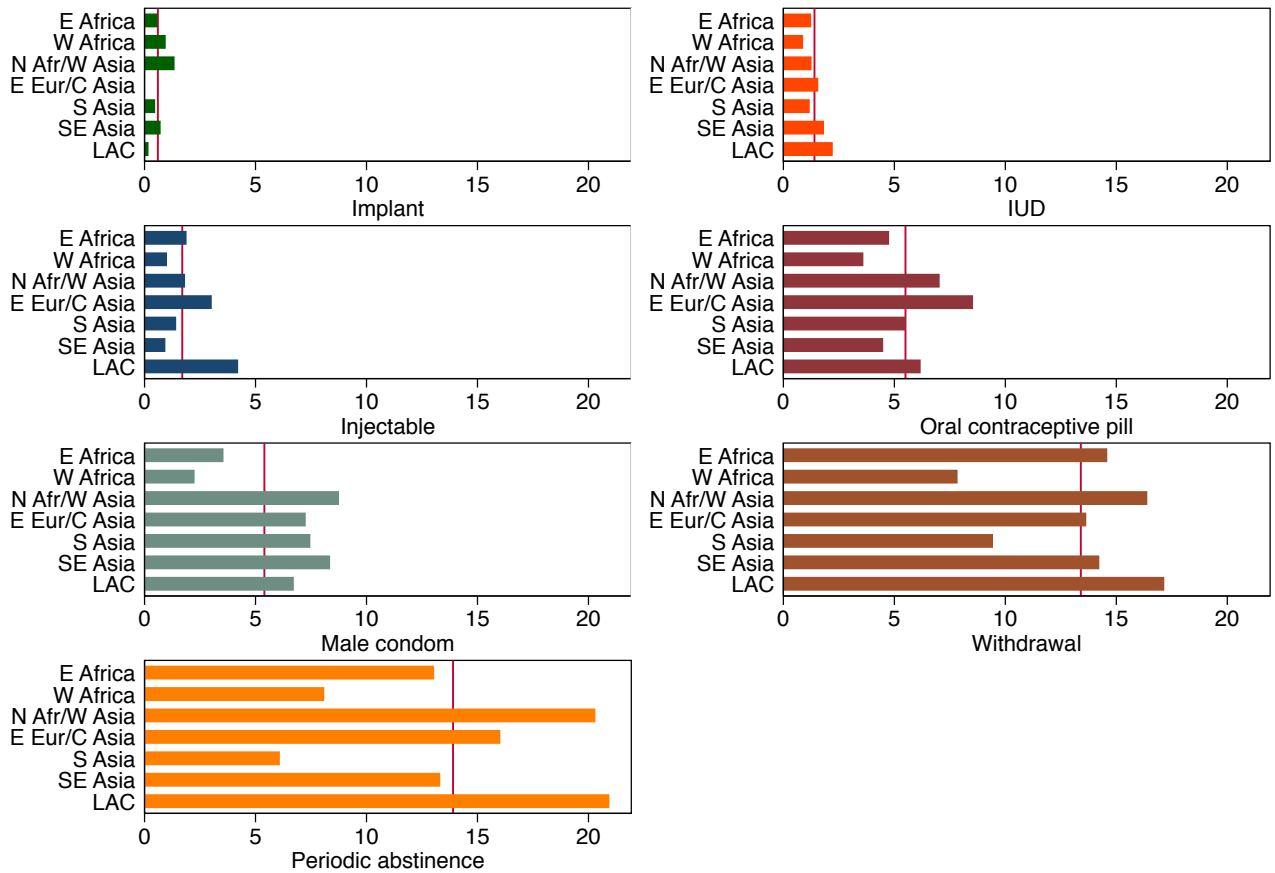 E Africa
W Africa
N Afr/W Asia
E Eur/C Asia
S Asia
SE Asia
LAC
0 5 10 15 20
Implant
E Africa
W Africa
N Afr/W Asia
E Eur/C Asia
S Asia
SE Asia
LAC
0 5 10 15 20
IUD
E Africa
W Africa
N Afr/W Asia
E Eur/C Asia
S Asia
SE Asia
LAC
0 5 10 15 20
Injectable
E Africa
W Africa
N Afr/W Asia
E Eur/C Asia
S Asia
SE Asia
LAC
0 5 10 15 20
Oral contraceptive pill
E Africa
W Africa
N Afr/W Asia
E Eur/C Asia
S Asia
SE Asia
LAC
0 5 10 15 20
Male condom
E Africa
W Africa
N Afr/W Asia
E Eur/C Asia
S Asia
SE Asia
LAC
0 5 10 15 20
Withdrawal
E Africa
W Africa
N Afr/W Asia
E Eur/C Asia
S Asia
SE Asia
LAC
0 5 10 15 20
Periodic abstinence